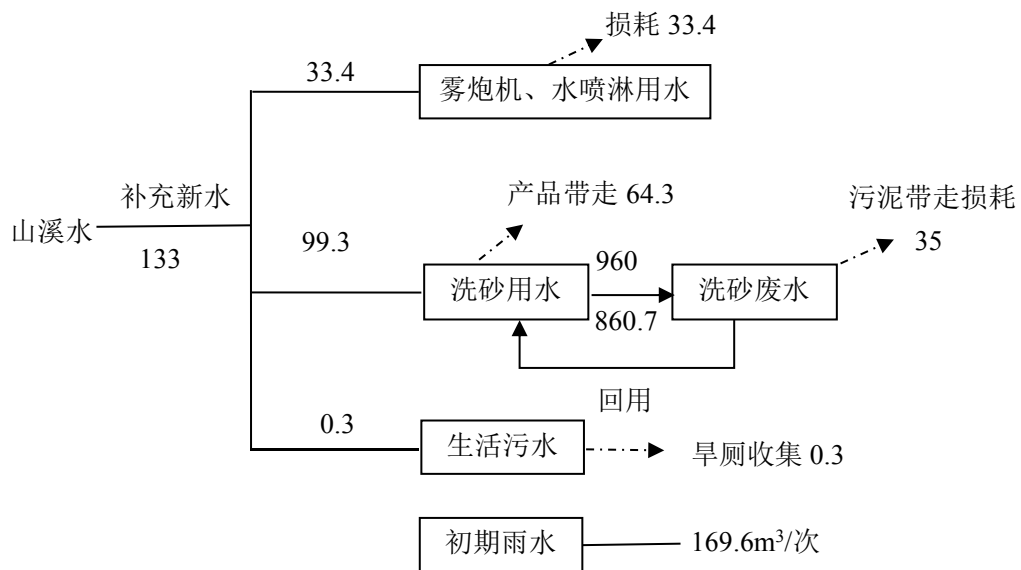 损耗 33.4
33.4
雾炮机、水喷淋用水
补充新水
山溪水
133
产品带走 64.3
污泥带走损耗
35
99.3
960
洗砂用水
洗砂废水
860.7
回用
0.3
生活污水
旱厕收集 0.3
初期雨水
169.6m³/次